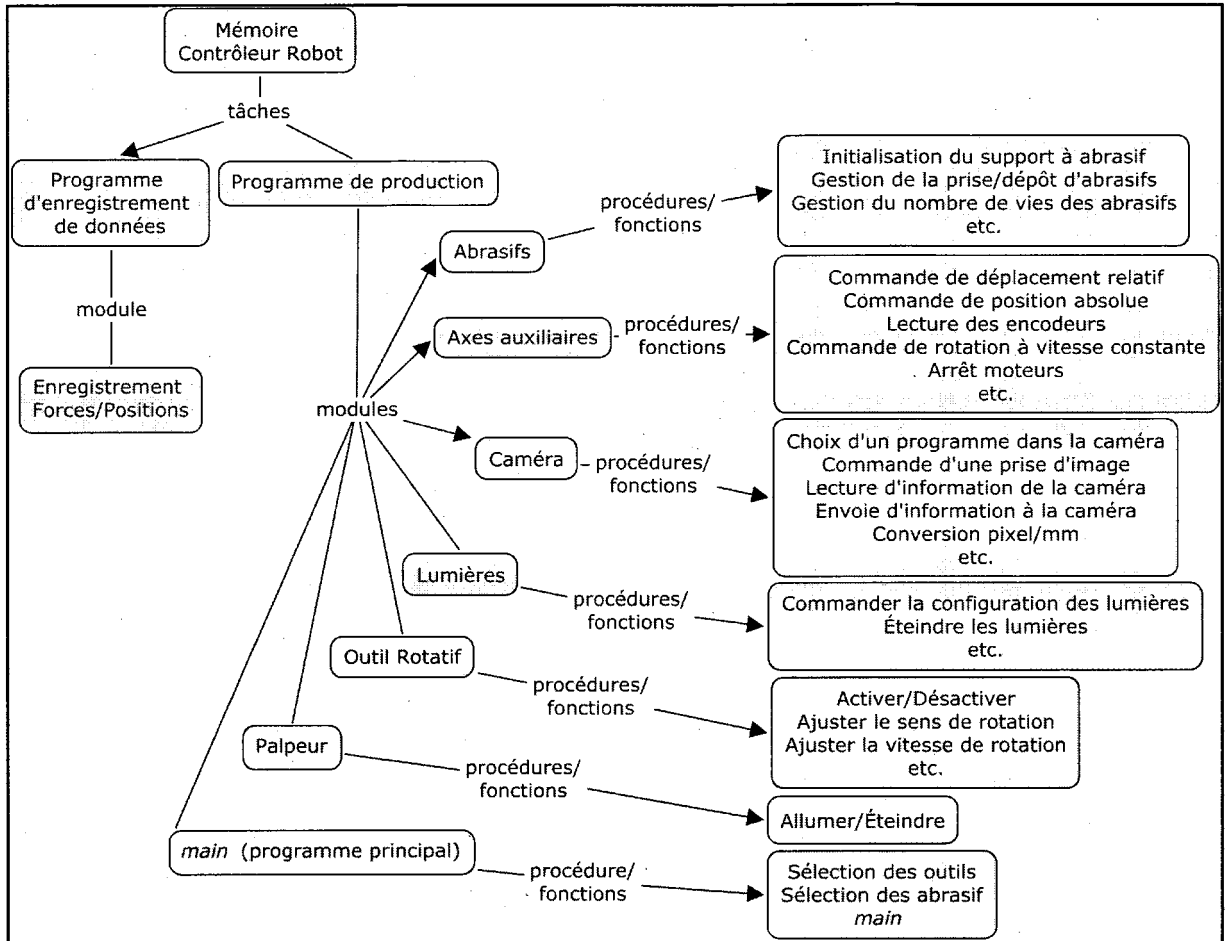 Mémoire
Contrôleur Robot
tâches
Programme
d'enregistrement
de données
Programme de production
module
Enregistrement
Forces/Positions
modules
Abrasifs
procédures/
fonctions
Initialisation du support à abrasif
Gestion de la prise/dépôt d'abrasifs
Gestion du nombre de vies des abrasifs
etc.
Axes auxiliaires
procédures/
fonctions
Commande de déplacement relatif
Commande de position absolue
Lecture des encodeurs
Commande de rotation à vitesse constante
Arrêt moteurs
etc.
Caméra
procédures/
fonctions
Choix d'un programme dans la caméra
Commande d'une prise d'image
Lecture d'information de la caméra
Envoie d'information à la caméra
Conversion pixel/mm
etc.
Lumières
procédures/
fonctions
Commander la configuration des lumières
Éteindre les lumières
etc.
Outil Rotatif
procédures/
fonctions
Activer/Désactiver
Ajuster le sens de rotation
Ajuster la vitesse de rotation
etc.
Palpeur
procédures/
fonctions
Allumer/Éteindre
main (programme principal)
procédure/
fonctions
Sélection des outils
Sélection des abrasif
main